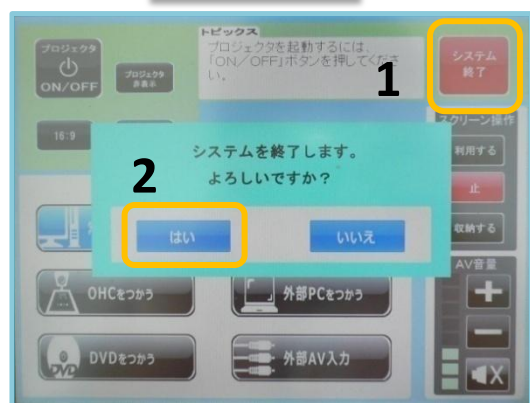 トピックス
プロジェクタを起動するには、
「ON/OFF」ボタンを押してくださ
い。
プロジェクタ
ON/OFF
プロジェクタ
非表示
1
システム
終了
16:9
スクリーン操作
利用する
止
収納する
システムを終了します。
よろしいですか？
2
はい
いいえ
OHCをつかう
外部PCをつかう
DVD
DVDをつかう
外部AV入力
AV音量